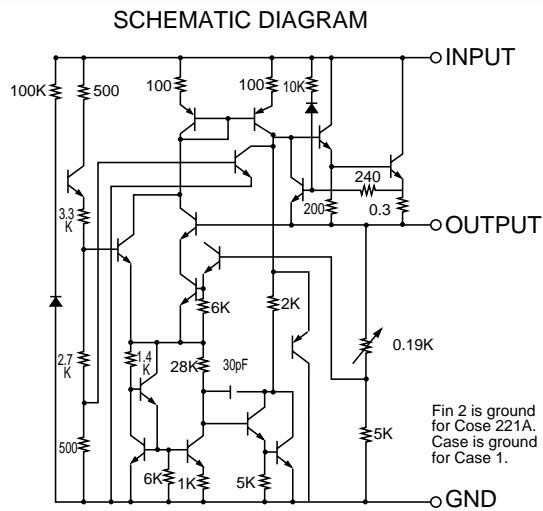 SCHEMATIC DIAGRAM
INPUT
100K
500
100
100
10K
240
200
0.3
3.3
K
OUTPUT
6K
2K
0.19K
2.7
K
1.4
K
28K
30pF
500
6K
1K
5K
5K
Fin 2 is ground
for Cose 221A.
Case is ground
for Case 1.
GND